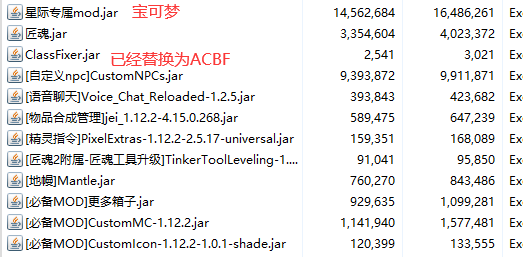 星际专属mod.jar 宝可梦 14,562,684 16,486,261 Ex
匠魂.jar 3,354,604 4,023,372 Ex
ClassFixer.jar 已经替换为ACBF 2,541 3,021 Ex
[自定义npc]CustomNPCs.jar 9,393,872 9,911,871 Ex
[语音聊天]Voice_Chat_Reloaded-1.2.5.jar 393,843 423,682 Ex
[物品合成管理]jei_1.12.2-4.15.0.268.jar 589,475 647,239 Ex
[精灵指令]PixelExtras-1.12.2-2.5.17-universal.jar 159,351 168,089 Ex
[匠魂2附属-匠魂工具升级]TinkerToolLeveling-1.... 91,041 95,850 Ex
[地幔]Mantle.jar 760,270 843,486 Ex
[必备MOD]更多箱子.jar 929,635 1,099,281 Ex
[必备MOD]CustomMC-1.12.2.jar 1,141,940 1,577,481 Ex
[必备MOD]CustomIcon-1.12.2-1.0.1-shade.jar 120,399 133,555 Ex